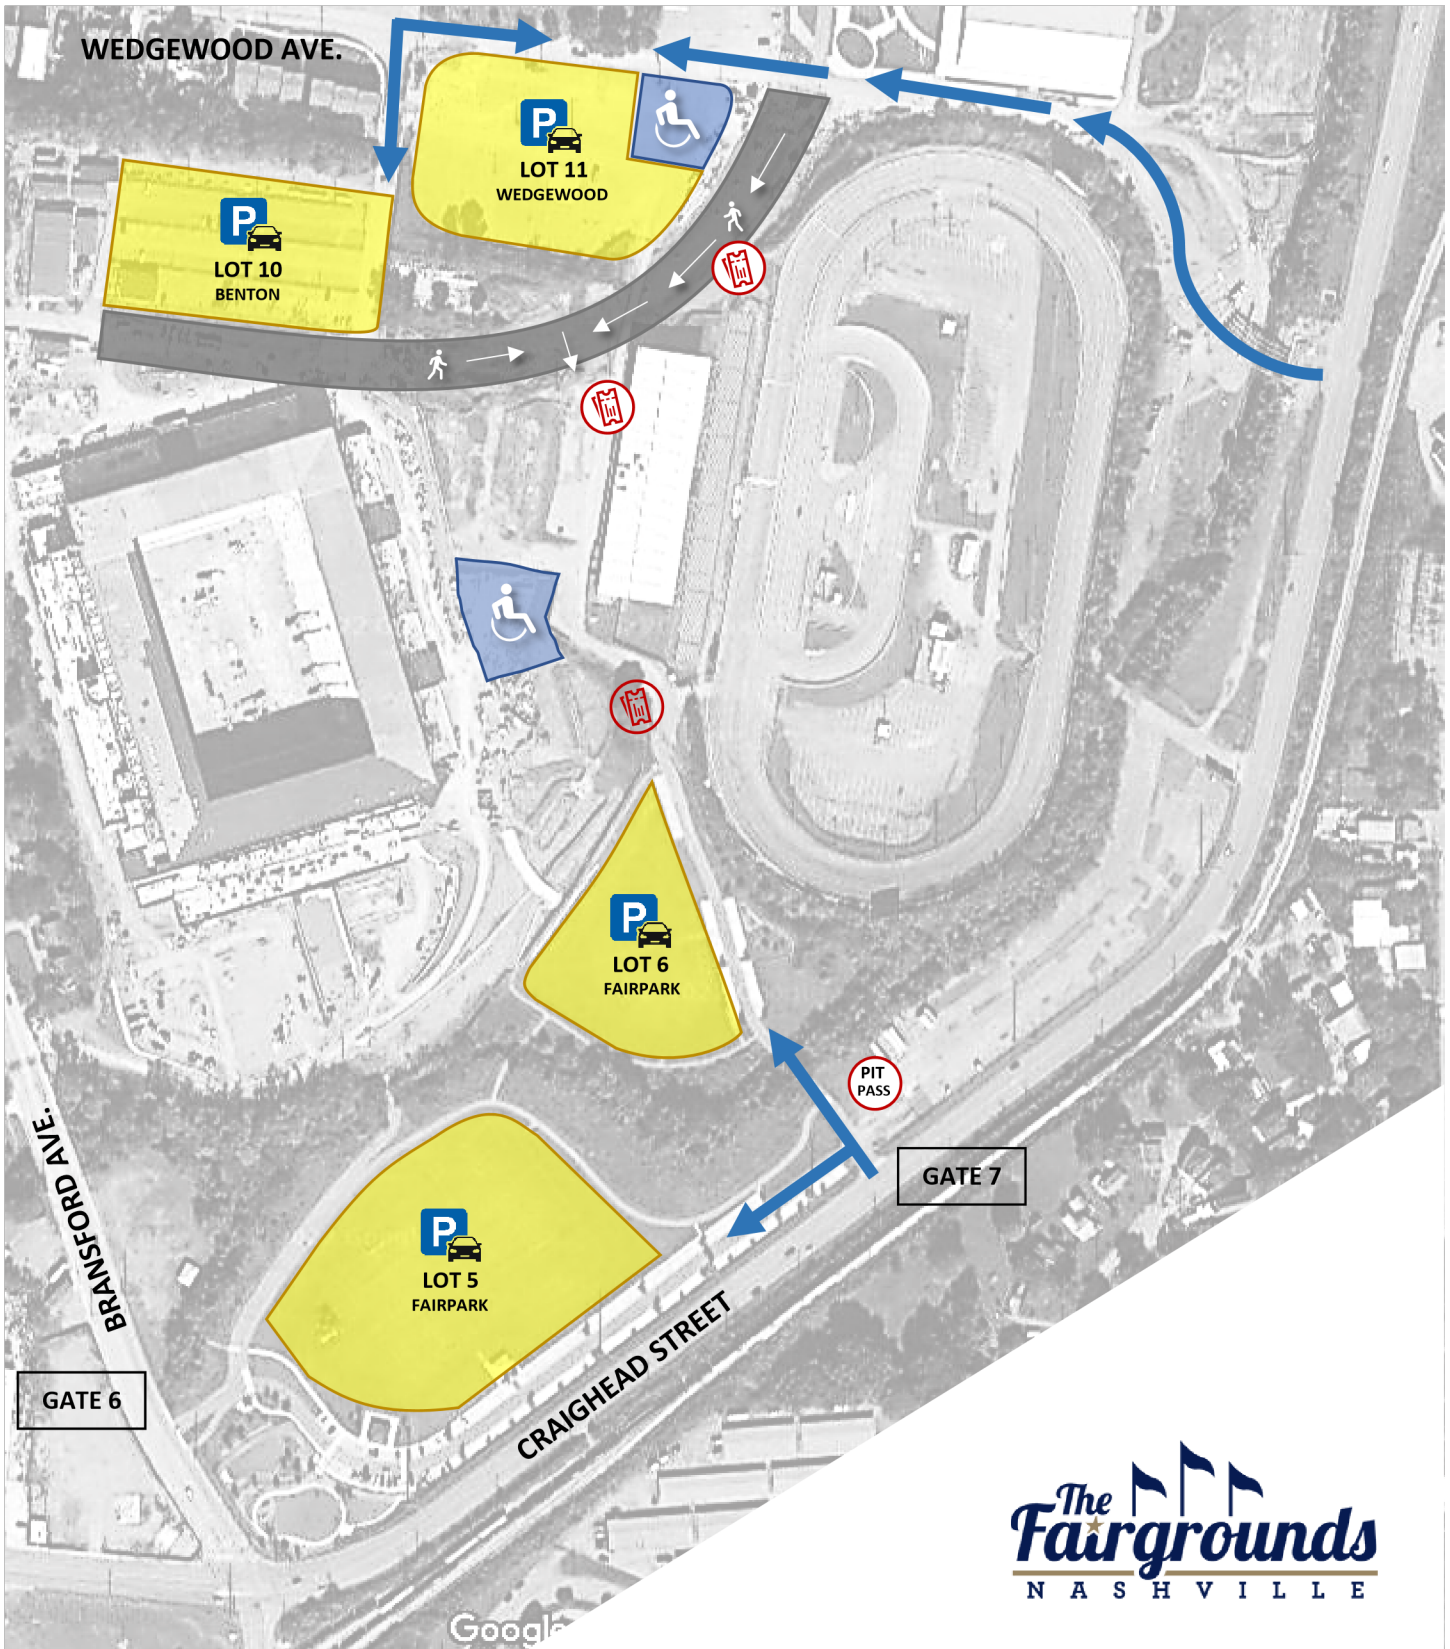 WEDGEWOOD AVE.
P
LOT 11
WEDGEWOOD
P
LOT 10
BENTON
P
LOT 6
FAIRPARK
PIT
PASS
GATE 7
P
LOT 5
FAIRPARK
BRANSFORD AVE.
CRAIGHEAD STREET
GATE 6
The
Fairgrounds
NASHVILLE
Google